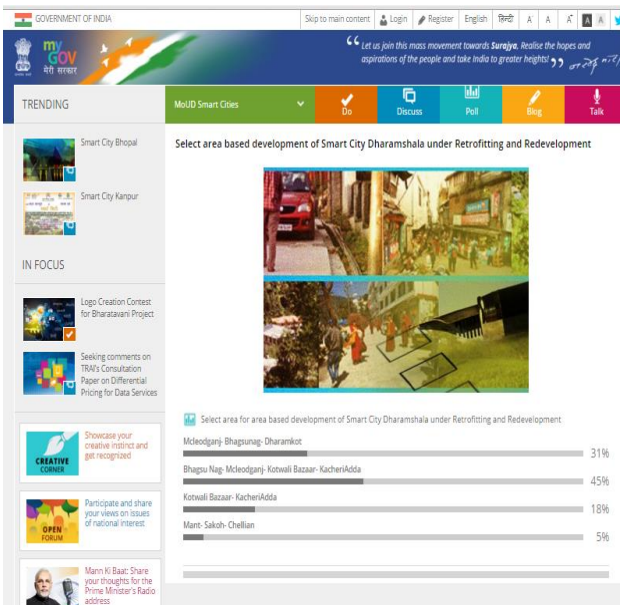 GOVERNMENT OF INDIA
Skip to main content Login Register English हिन्दी A- A A+ A A
my
GOV
मेरी सरकार
Let us join this mass movement towards Surajya. Realise the hopes and
aspirations of the people and take India to greater heights!
TRENDING
MoUD Smart Cities
Do
Discuss
Poll
Blog
Talk
Smart City Bhopal
Smart City Kanpur
IN FOCUS
Logo Creation Contest
for Bharatavani Project
Seeking comments on
TRAI's Consultation
Paper on Differential
Pricing for Data Services
CREATIVE
CORNER
Showcase your
creative instinct and
get recognized
OPEN
FORUM
Participate and share
your views on issues
of national interest
Mann Ki Baat: Share
your thoughts for the
Prime Minister's Radio
address
Select area based development of Smart City Dharamshala under Retrofitting and Redevelopment
Select area for area based development of Smart City Dharamshala under Retrofitting and Redevelopment
Mcleodganj- Bhagsunag- Dharamkot
31%
Bhagsu Nag- Mcleodganj- Kotwali Bazaar- KacheriAdda
45%
Kotwali Bazaar- KacheriAdda
18%
Mant- Sakoh- Chellian
5%